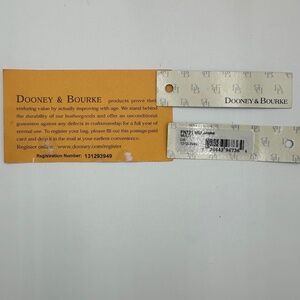 DOONEY & BOURKE products prove their
enduring value by actually improving with age. We stand behind
the durability of our leathergoods and offer an unconditional
guarantee against any defects in craftsmanship for a full year of
normal use. To register your bag, please fill out this postage-paid
card and drop it in the mail at your earliest convenience.
Register online: www.dooney.com/register
Registration Number: 131293949
DOONEY & BOURKE